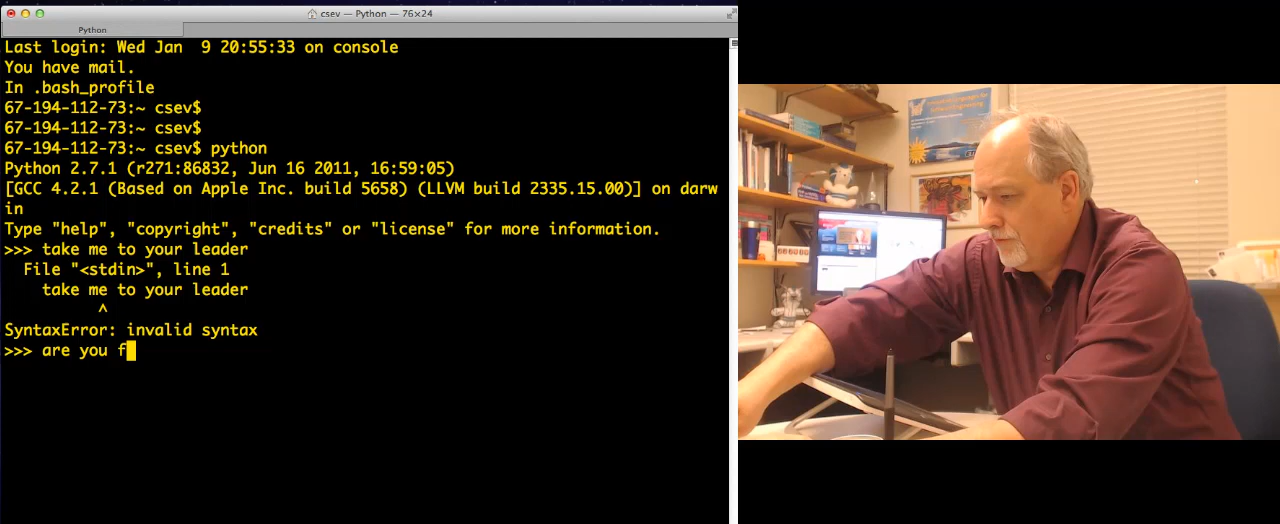 csev — Python — 76×24
Python
Last login: Wed Jan  9 20:55:33 on console
You have mail.
In .bash_profile
67-194-112-73:~ csev$
67-194-112-73:~ csev$
67-194-112-73:~ csev$ python
Python 2.7.1 (r271:86832, Jun 16 2011, 16:59:05)
[GCC 4.2.1 (Based on Apple Inc. build 5658) (LLVM build 2335.15.00)] on darw
in
Type "help", "copyright", "credits" or "license" for more information.
>>> take me to your leader
  File "<stdin>", line 1
    take me to your leader
          ^
SyntaxError: invalid syntax
>>> are you f